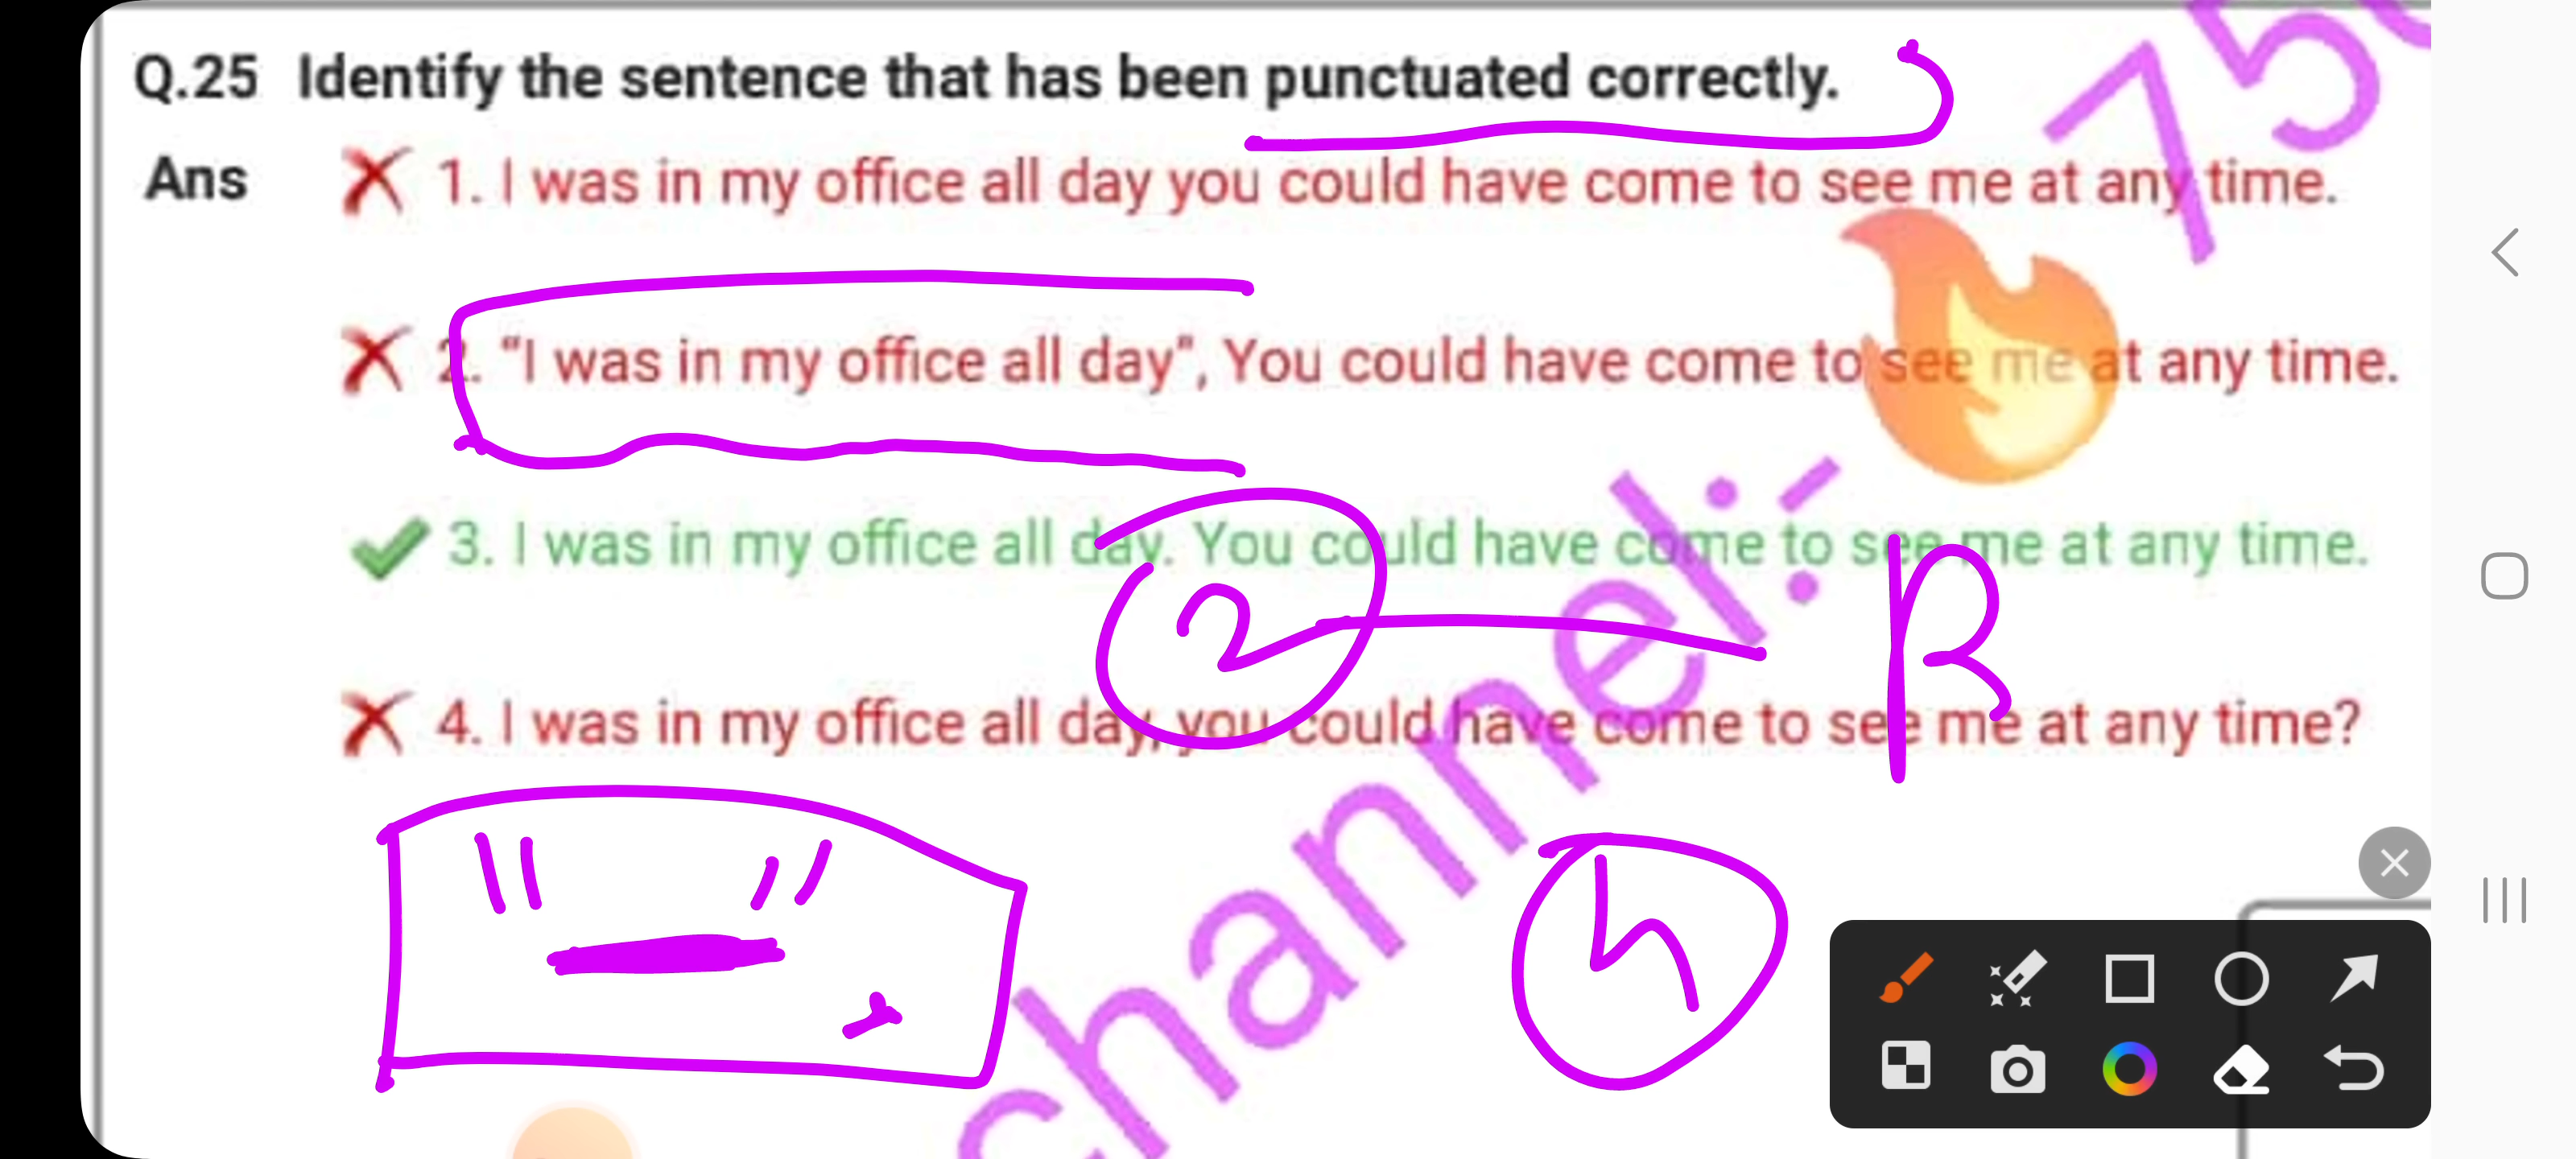 Q.25 Identify the sentence that has been punctuated correctly.
Ans 1. I was in my office all day you could have come to see me at any time.
2. “I was in my office all day”, You could have come to see me at any time.
3. I was in my office all day. You could have come to see me at any time.
2
R
4. I was in my office all day, you could have come to see me at any time?
hannel:-